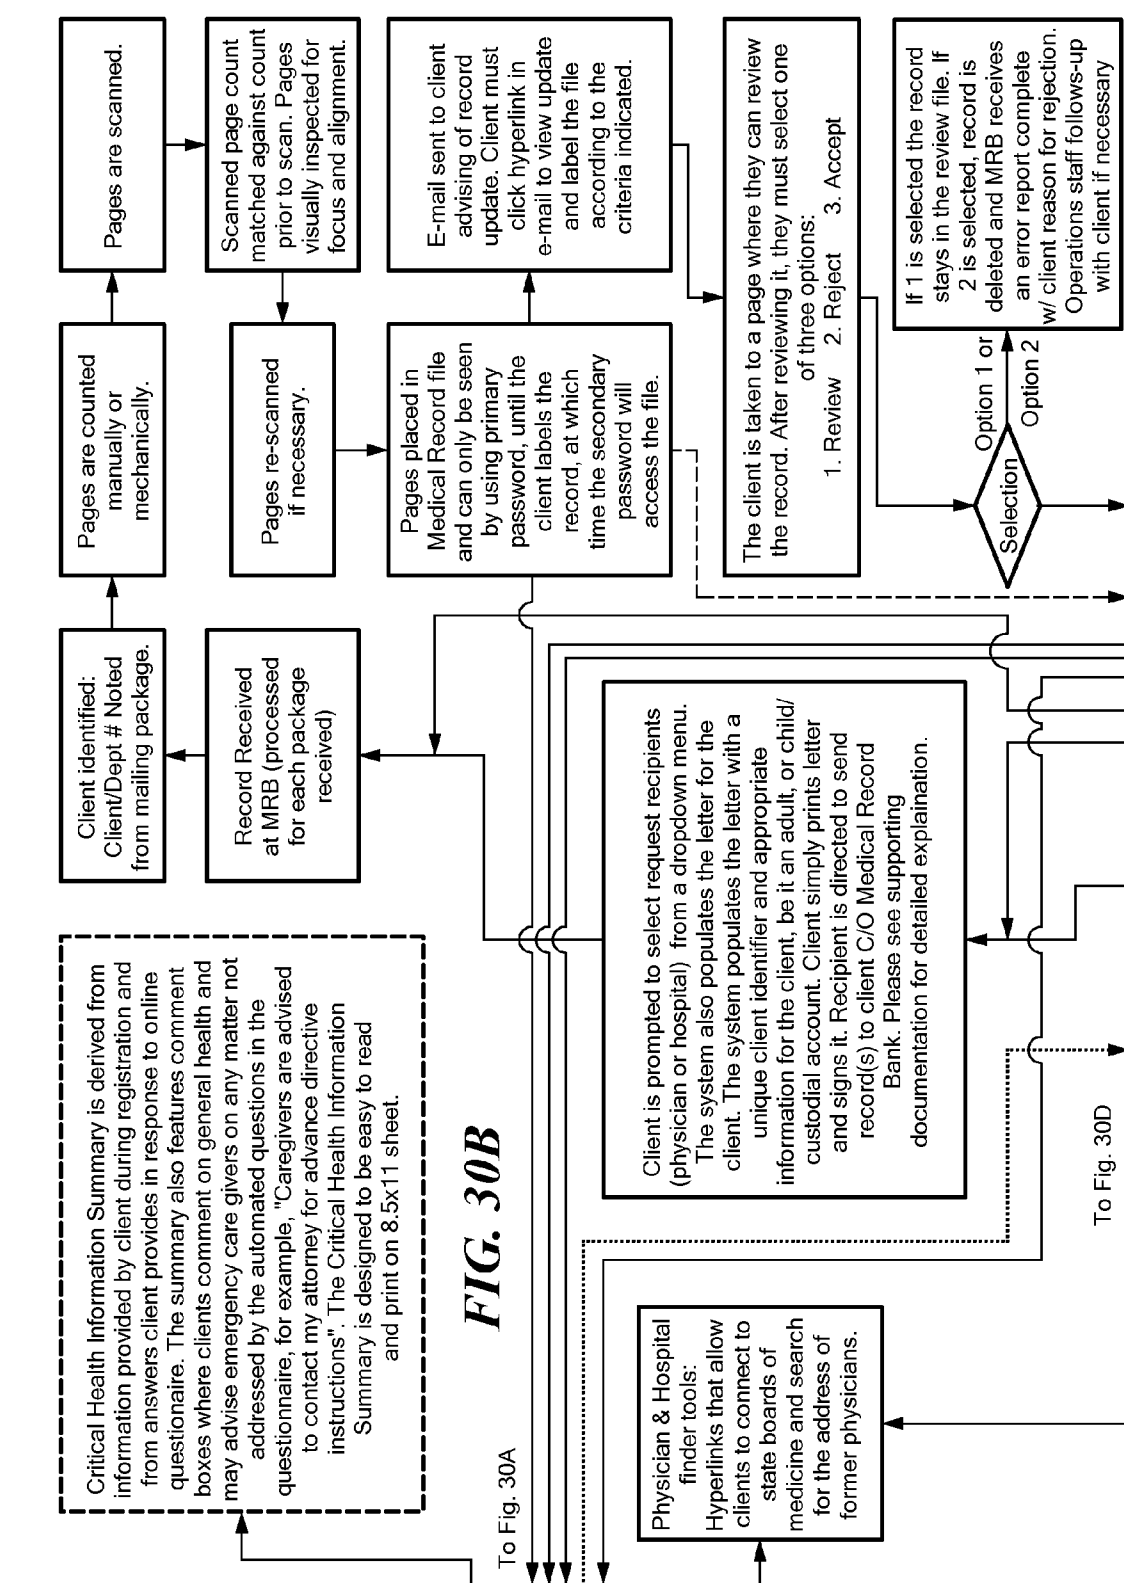 Critical Health Information Summary is derived from
information provided by client during registration and
from answers client provides in response to online
questionaire. The summary also features comment
boxes where clients comment on general health and
may advise emergency care givers on any matter not
addressed by the automated questions in the
questionnaire, for example, "Caregivers are advised
to contact my attorney for advance directive
instructions". The Critical Health Information
Summary is designed to be easy to read
and print on 8.5x11 sheet.
Client identified:
Client/Dept # Noted
from mailing package.
Pages are counted
manually or
mechanically.
Pages are scanned.
Record Received
at MRB (processed
for each package
received)
Pages re-scanned
if necessary.
Scanned page count
matched against count
prior to scan. Pages
visually inspected for
focus and alignment.
Pages placed in
Medical Record file
and can only be seen
by using primary
password, until the
client labels the
record, at which
time the secondary
password will
access the file.
E-mail sent to client
advising of record
update. Client must
click hyperlink in
e-mail to view update
and label the file
according to the
criteria indicated.
FIG. 30B
To Fig. 30A
Client is prompted to select request recipients
(physician or hospital) from a dropdown menu.
The system also populates the letter for the
client. The system populates the letter with a
unique client identifier and appropriate
information for the client, be it an adult, or child/
custodial account. Client simply prints letter
and signs it. Recipient is directed to send
record(s) to client C/O Medical Record
Bank. Please see supporting
documentation for detailed explaination.
The client is taken to a page where they can review
the record. After reviewing it, they must select one
of three options:
1. Review 2. Reject 3. Accept
Physician & Hospital
finder tools:
Hyperlinks that allow
clients to connect to
state boards of
medicine and search
for the address of
former physicians.
Selection
Option 1 or
Option 2
If 1 is selected the record
stays in the review file. If
2 is selected, record is
deleted and MRB receives
an error report complete
w/ client reason for rejection.
Operations staff follows-up
with client if necessary
To Fig. 30D